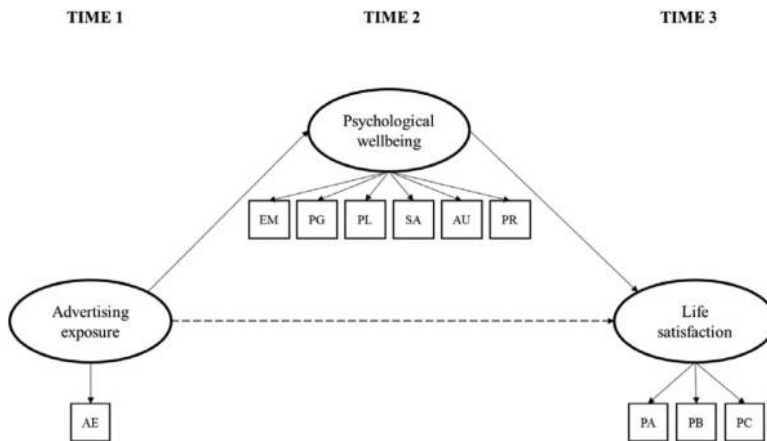 TIME 1
TIME 2
TIME 3
Psychological
wellbeing
EM
PG
PL
SA
AU
PR
Advertising
exposure
Life
satisfaction
AE
PA
PB
PC